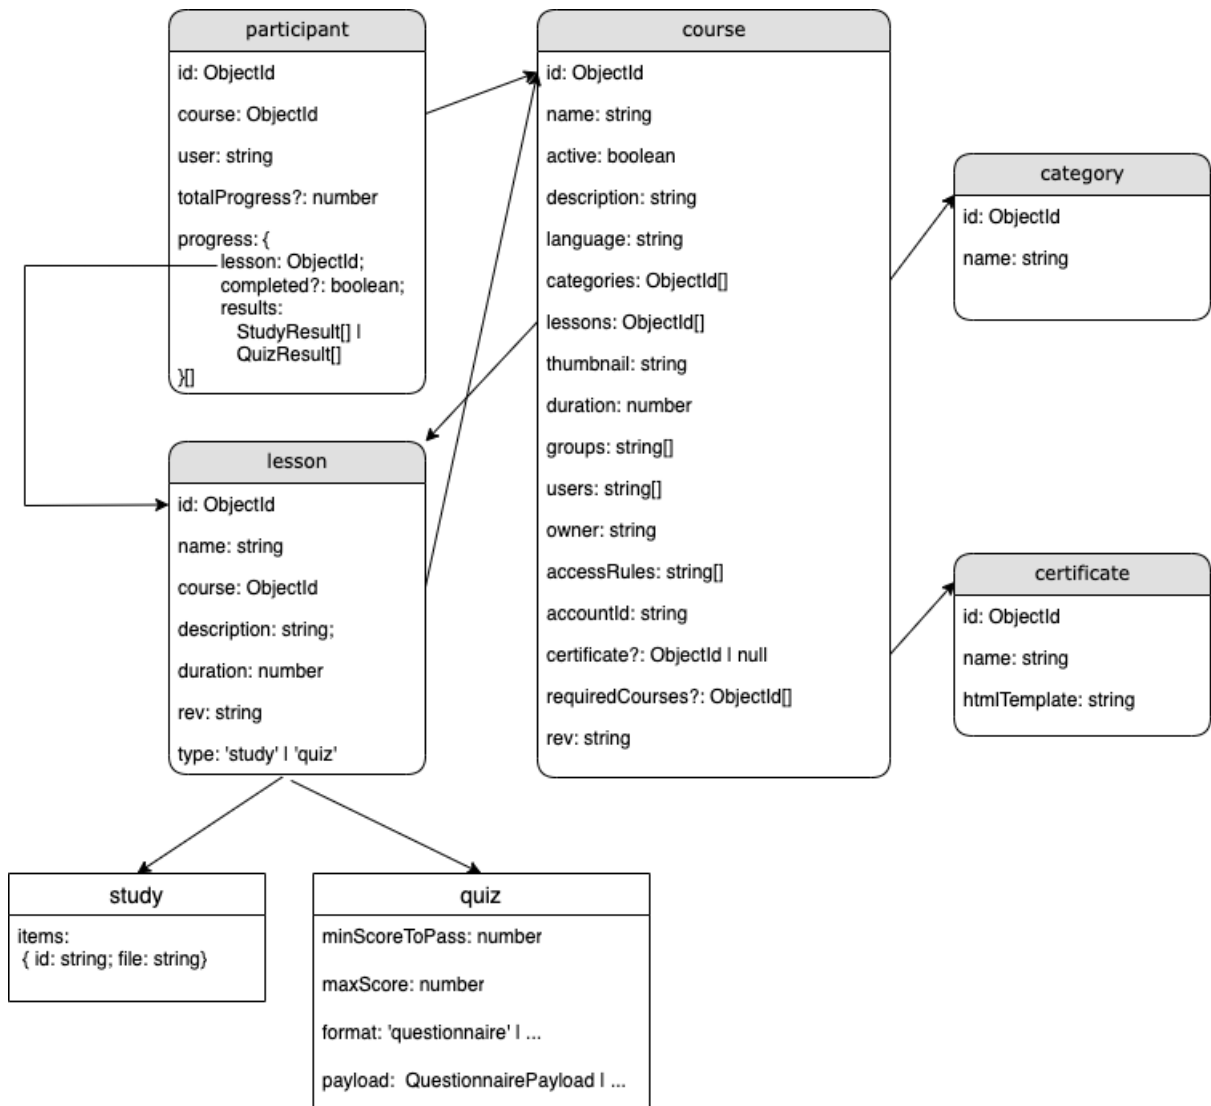 participant
id: ObjectId
course: ObjectId
user: string
totalProgress?: number
progress: {
lesson: ObjectId;
completed?: boolean;
results:
StudyResult[] |
QuizResult[]
}[]
course
id: ObjectId
name: string
active: boolean
description: string
language: string
categories: ObjectId[]
lessons: ObjectId[]
thumbnail: string
duration: number
groups: string[]
users: string[]
owner: string
accessRules: string[]
accountId: string
certificate?: ObjectId | null
requiredCourses?: ObjectId[]
rev: string
category
id: ObjectId
name: string
lesson
id: ObjectId
name: string
course: ObjectId
description: string;
duration: number
rev: string
type: 'study' | 'quiz'
certificate
id: ObjectId
name: string
htmlTemplate: string
study
items:
{ id: string; file: string}
quiz
minScoreToPass: number
maxScore: number
format: 'questionnaire' | ...
payload: QuestionnairePayload | ...